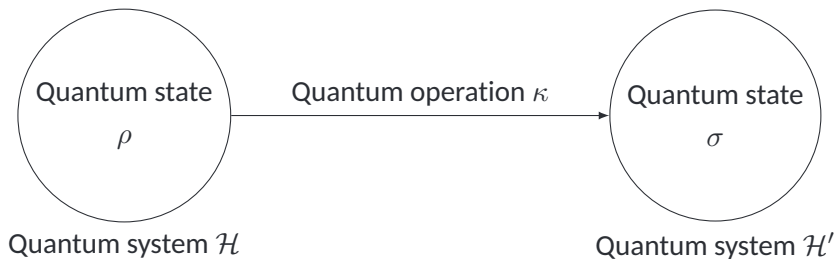 Quantum state
ρ
Quantum system ℋ
Quantum operation κ
Quantum state
σ
Quantum system ℋ′